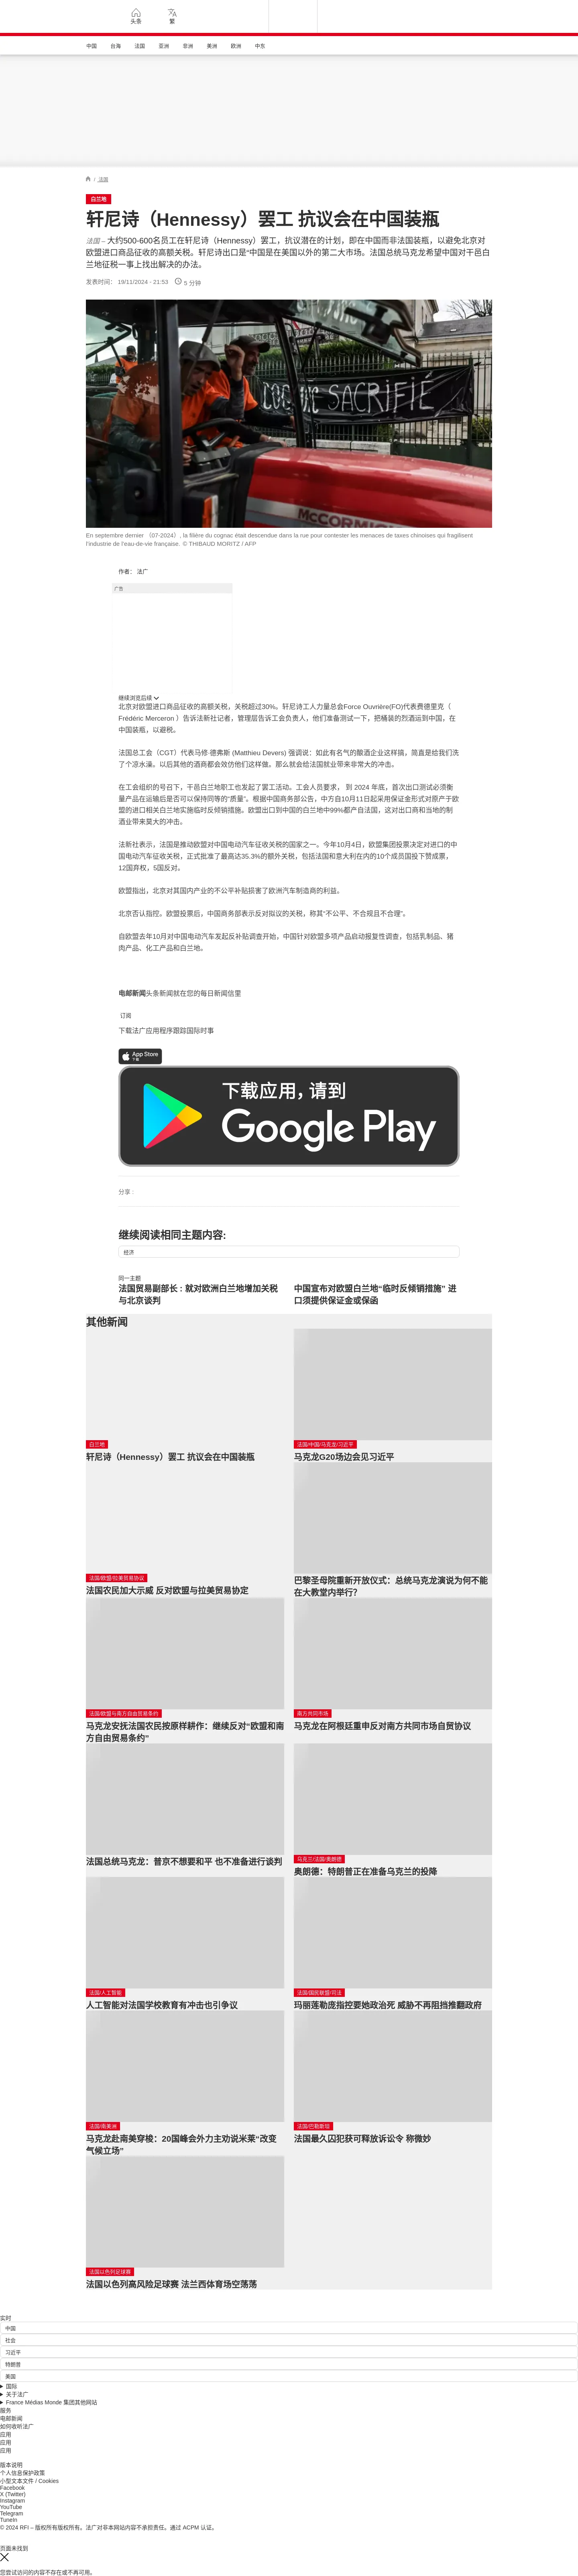 头条
繁
中国
台海
法国
亚洲
非洲
美洲
欧洲
中东
/ 法国
白兰地
轩尼诗（Hennessy）罢工 抗议会在中国装瓶
法国 – 大约500-600名员工在轩尼诗（Hennessy）罢工，抗议潜在的计划，即在中国而非法国装瓶，以避免北京对
欧盟进口商品征收的高额关税。轩尼诗出口是“中国是在美国以外的第二大市场。法国总统马克龙希望中国对干邑白
兰地征税一事上找出解决的办法。
发表时间： 19/11/2024 - 21:53
5 分钟
COGNAC SACRIFIÉ
McCORMICK
En septembre dernier （07-2024）, la filière du cognac était descendue dans la rue pour contester les menaces de taxes chinoises qui fragilisent
l’industrie de l’eau-de-vie française. © THIBAUD MORITZ / AFP
作者： 法广
广告
继续浏览后续
北京对欧盟进口商品征收的高额关税，关税超过30%。轩尼诗工人力量总会Force Ouvrière(FO)代表费德里克（
Frédéric Merceron ）告诉法新社记者，管理层告诉工会负责人，他们准备测试一下，把桶装的烈酒运到中国，在
中国装瓶，以避税。
法国总工会（CGT）代表马修·德弗斯 (Matthieu Devers) 强调说：如此有名气的酿酒企业这样搞，简直是给我们洗
了个凉水澡。以后其他的酒商都会效仿他们这样做。那么就会给法国就业带来非常大的冲击。
在工会组织的号召下，干邑白兰地职工也发起了罢工活动。工会人员要求， 到 2024 年底，首次出口测试必须衡
量产品在运输后是否可以保持同等的“质量”。根据中国商务部公告，中方自10月11日起采用保证金形式对原产于欧
盟的进口相关白兰地实施临时反倾销措施。欧盟出口到中国的白兰地中99%都产自法国，这对出口商和当地的制
酒业带来莫大的冲击。
法新社表示，法国是推动欧盟对中国电动汽车征收关税的国家之一。今年10月4日，欧盟集团投票决定对进口的中
国电动汽车征收关税，正式批准了最高达35.3%的额外关税，包括法国和意大利在内的10个成员国投下赞成票，
12国弃权，5国反对。
欧盟指出，北京对其国内产业的不公平补贴损害了欧洲汽车制造商的利益。
北京否认指控。欧盟投票后，中国商务部表示反对拟议的关税，称其“不公平、不合规且不合理”。
自欧盟去年10月对中国电动汽车发起反补贴调查开始，中国针对欧盟多项产品启动报复性调查，包括乳制品、猪
肉产品、化工产品和白兰地。
电邮新闻头条新闻就在您的每日新闻信里
订阅
下载法广应用程序跟踪国际时事
App Store
下载
下载应用，请到
Google Play
分享 :
继续阅读相同主题内容:
经济
同一主题
法国贸易副部长 : 就对欧洲白兰地增加关税
与北京谈判
中国宣布对欧盟白兰地“临时反倾销措施” 进
口须提供保证金或保函
其他新闻
白兰地
轩尼诗（Hennessy）罢工 抗议会在中国装瓶
法国/中国/马克龙/习近平
马克龙G20场边会见习近平
法国/欧盟/拉美贸易协议
法国农民加大示威 反对欧盟与拉美贸易协定
巴黎圣母院重新开放仪式：总统马克龙演说为何不能
在大教堂内举行？
法国/欧盟与南方自由贸易条约
马克龙安抚法国农民按原样耕作：继续反对“欧盟和南
方自由贸易条约”
南方共同市场
马克龙在阿根廷重申反对南方共同市场自贸协议
法国总统马克龙：普京不想要和平 也不准备进行谈判
乌克兰/法国/奥朗德
奥朗德：特朗普正在准备乌克兰的投降
法国/人工智能
人工智能对法国学校教育有冲击也引争议
法国/国民联盟/司法
玛丽莲勒庞指控要她政治死 威胁不再阻挡推翻政府
法国/南美洲
马克龙赴南美穿梭：20国峰会外力主劝说米莱“改变
气候立场”
法国/巴勒斯坦
法国最久囚犯获可释放诉讼令 称微妙
法国以色列足球赛
法国以色列高风险足球赛 法兰西体育场空荡荡
实时
中国
社会
习近平
特朗普
美国
国际
关于法广
France Médias Monde 集团其他网站
服务
电邮新闻
如何收听法广
应用
应用
应用
版本说明
个人信息保护政策
小型文本文件 / Cookies
Facebook
X (Twitter)
Instagram
YouTube
Telegram
TuneIn
© 2024 RFI – 版权所有版权所有。法广对非本网站内容不承担责任。通过 ACPM 认证。
页面未找到
您尝试访问的内容不存在或不再可用。